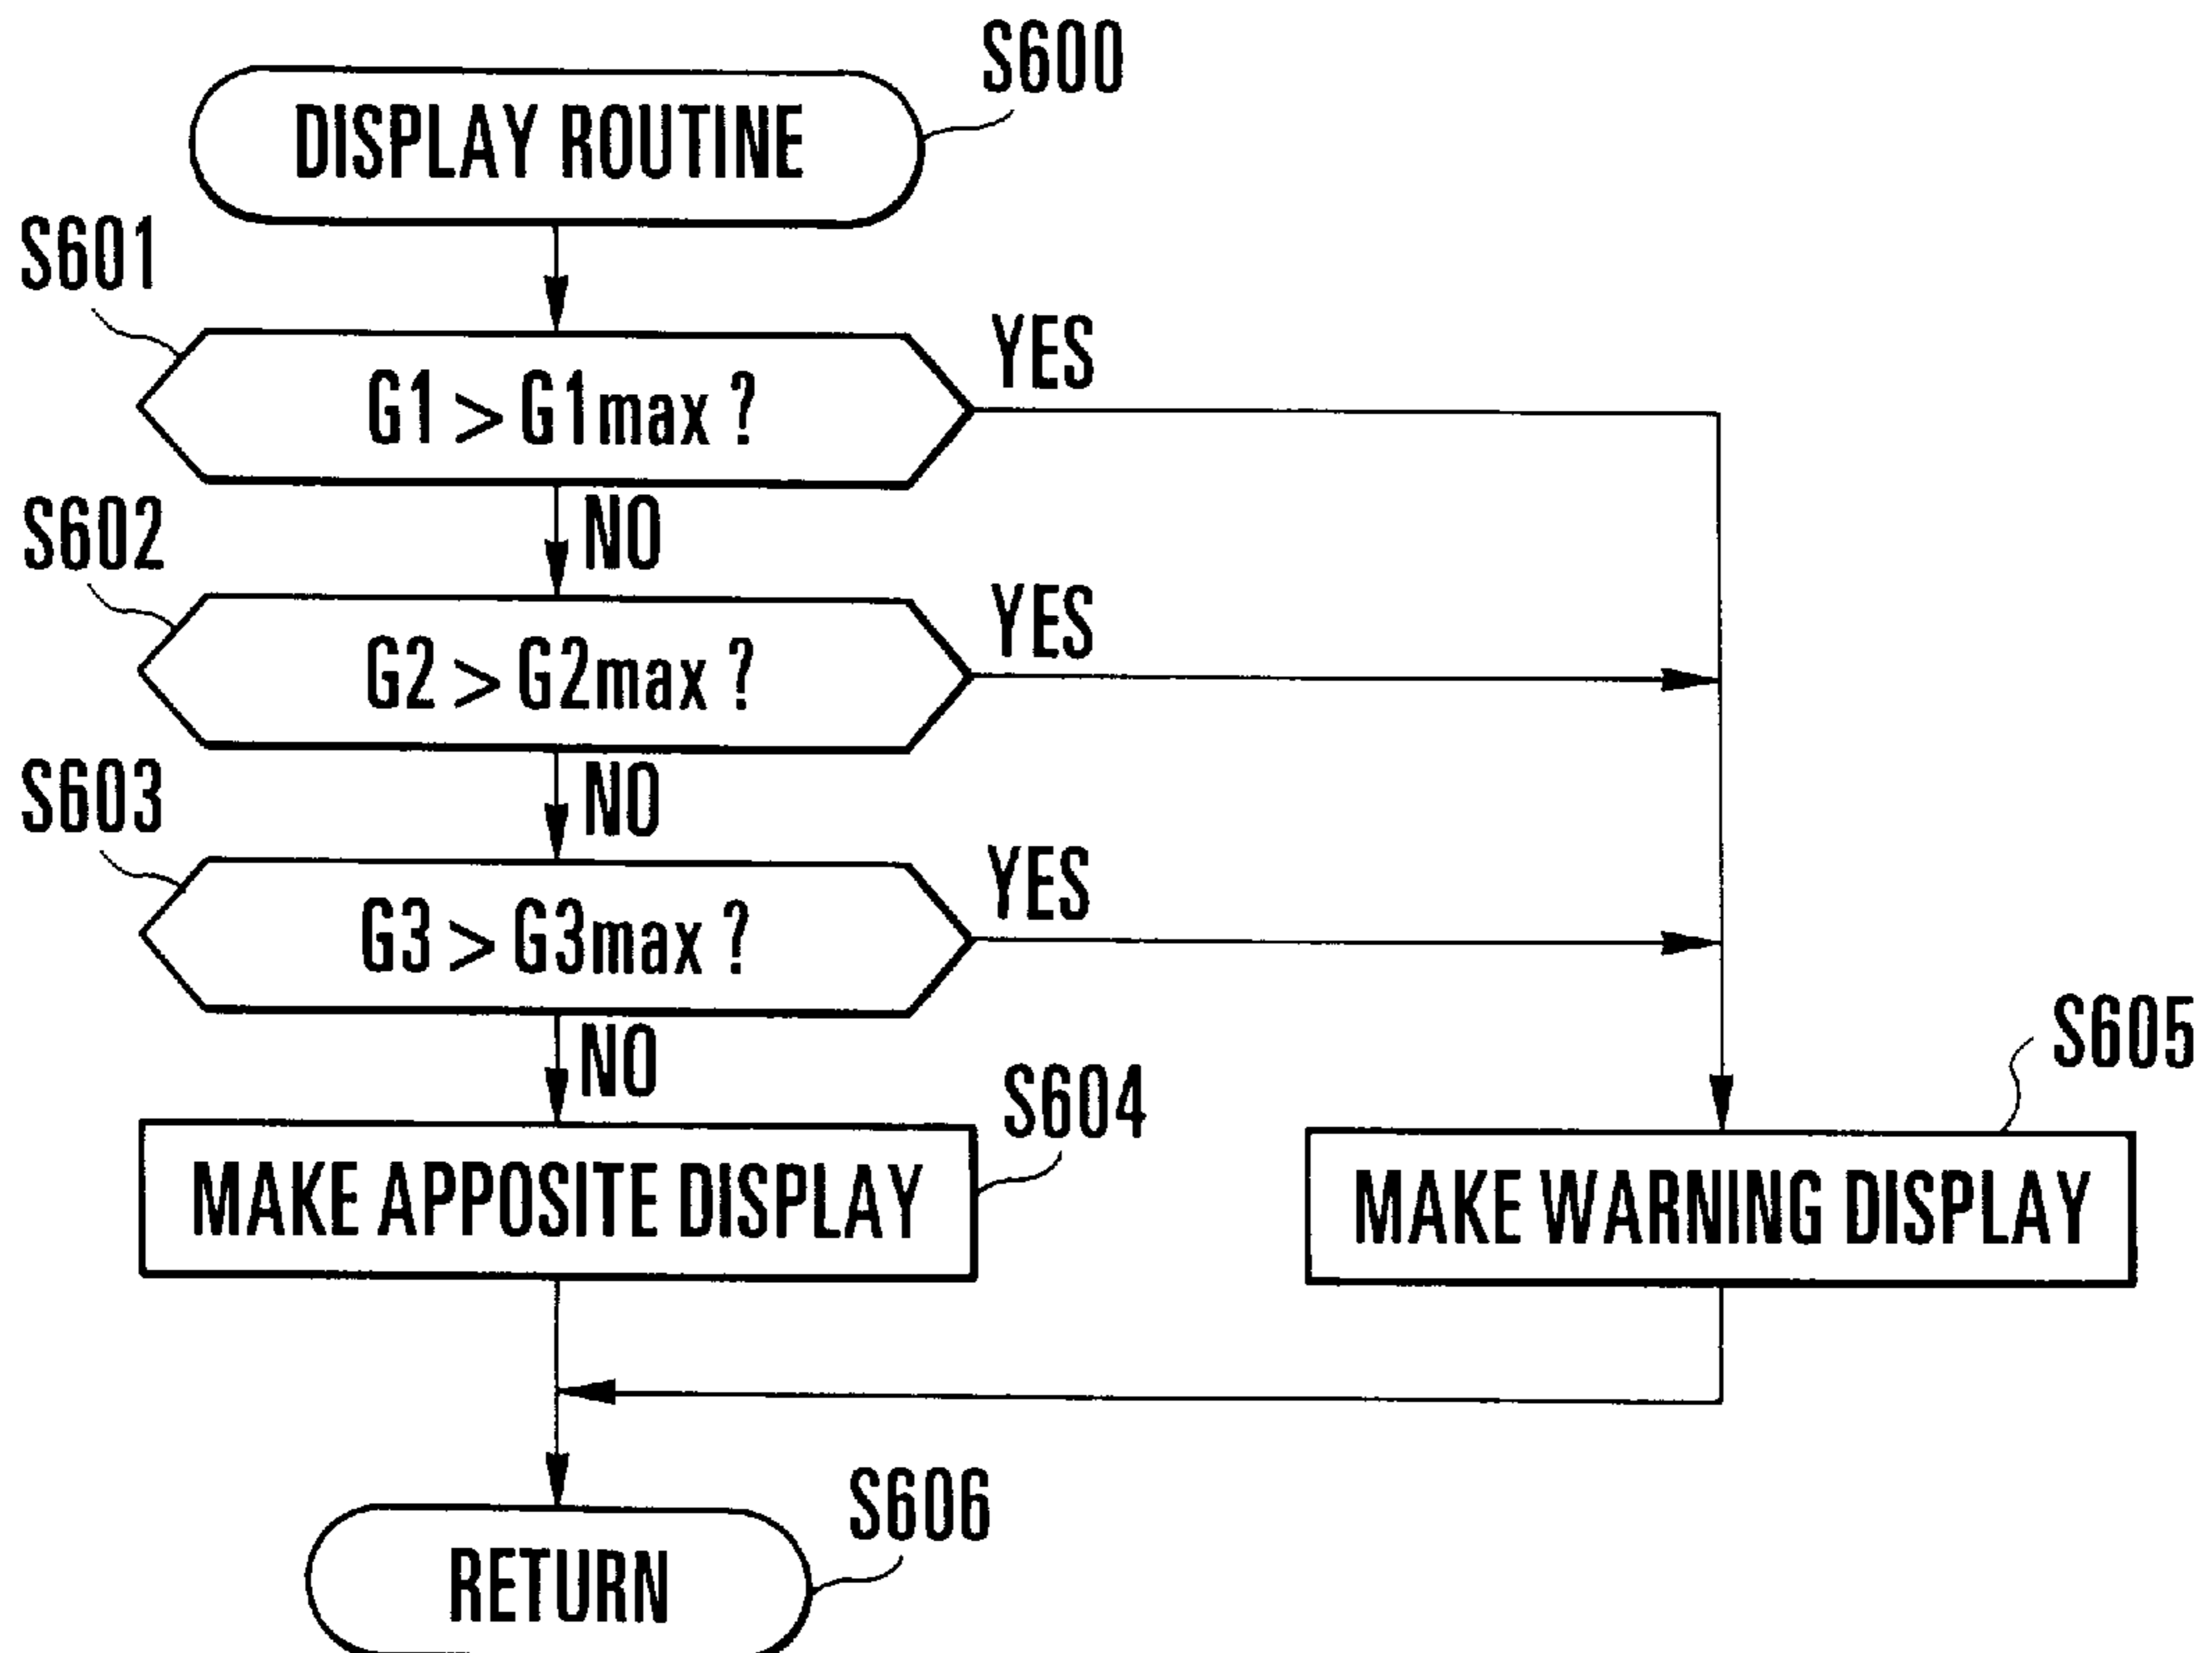 S600
DISPLAY ROUTINE
S601
G1 > G1max ?
YES
NO
S602
G2 > G2max ?
YES
NO
S603
G3 > G3max ?
YES
NO
S604
MAKE APPOSITE DISPLAY
S605
MAKE WARNING DISPLAY
S606
RETURN